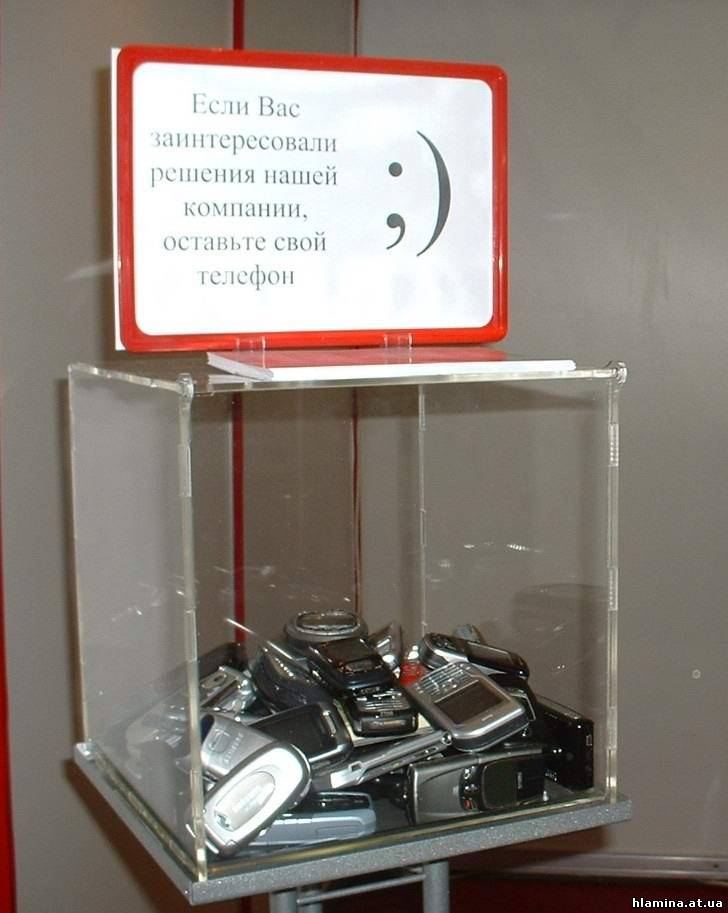 Если Вас
заинтересовали
решения нашей
компании,
оставьте свой
телефон
;)
hlamina.at.ua